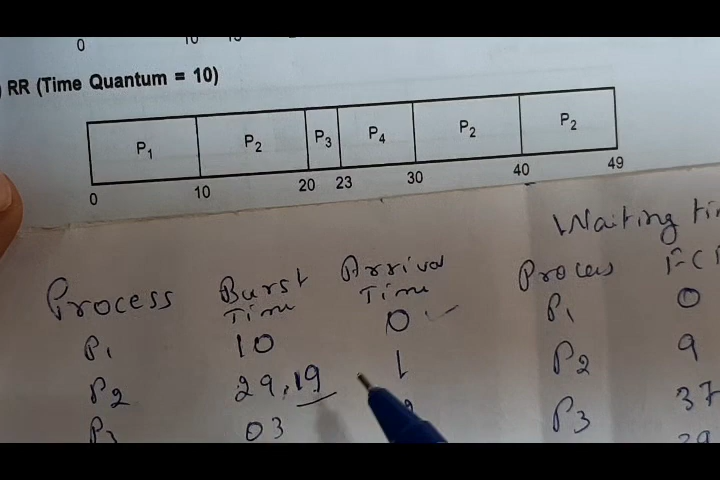 0 10
RR (Time Quantum = 10)
P1 P2 P3 P4 P2 P2
0 10 20 23 30 40 49
Waiting
Process Burst Time Arrival Time
P1 10 0
P2 29, 19 1
03
Process
P1 0
P2 9
P3 37